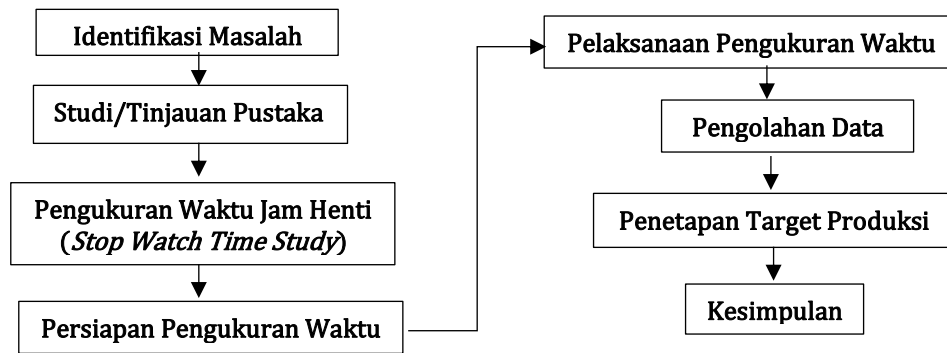 Identifikasi Masalah
Studi/Tinjauan Pustaka
Pengukuran Waktu Jam Henti
(Stop Watch Time Study)
Persiapan Pengukuran Waktu
Pelaksanaan Pengukuran Waktu
Pengolahan Data
Penetapan Target Produksi
Kesimpulan